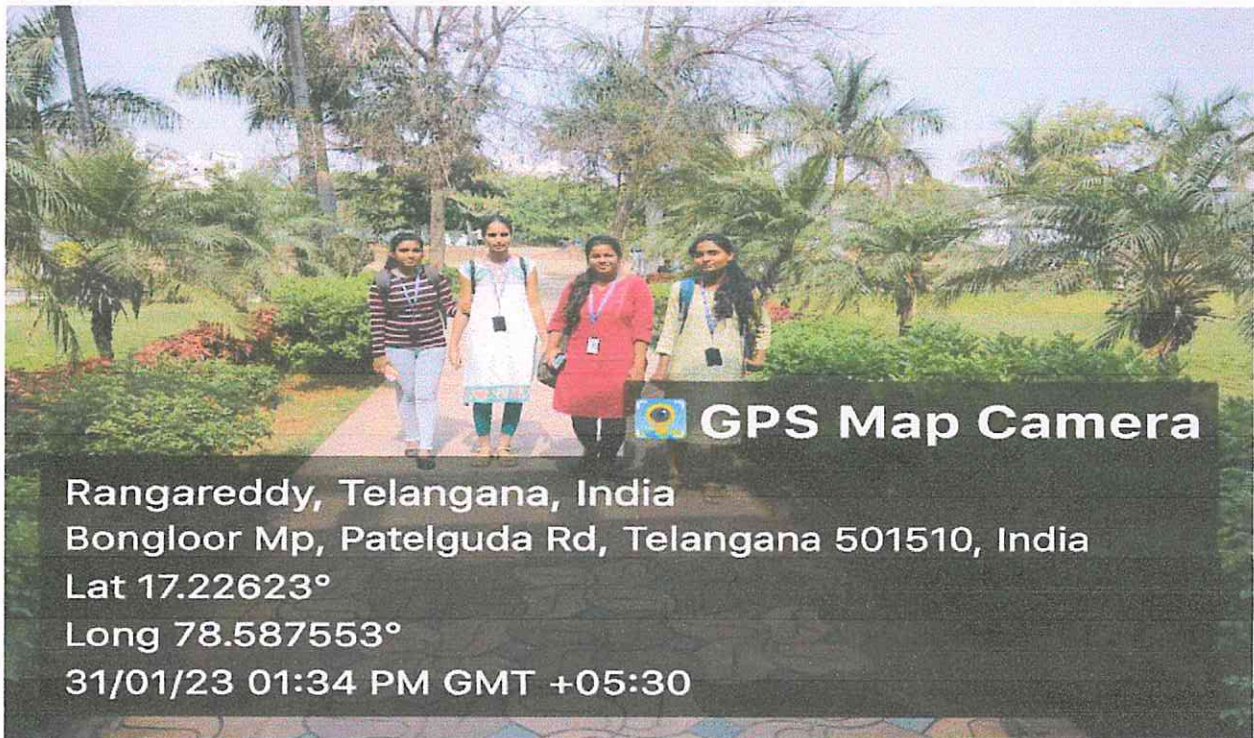 GPS Map Camera
Rangareddy, Telangana, India
Bongloor Mp, Patelguda Rd, Telangana 501510, India
Lat 17.22623°
Long 78.587553°
31/01/23 01:34 PM GMT +05:30